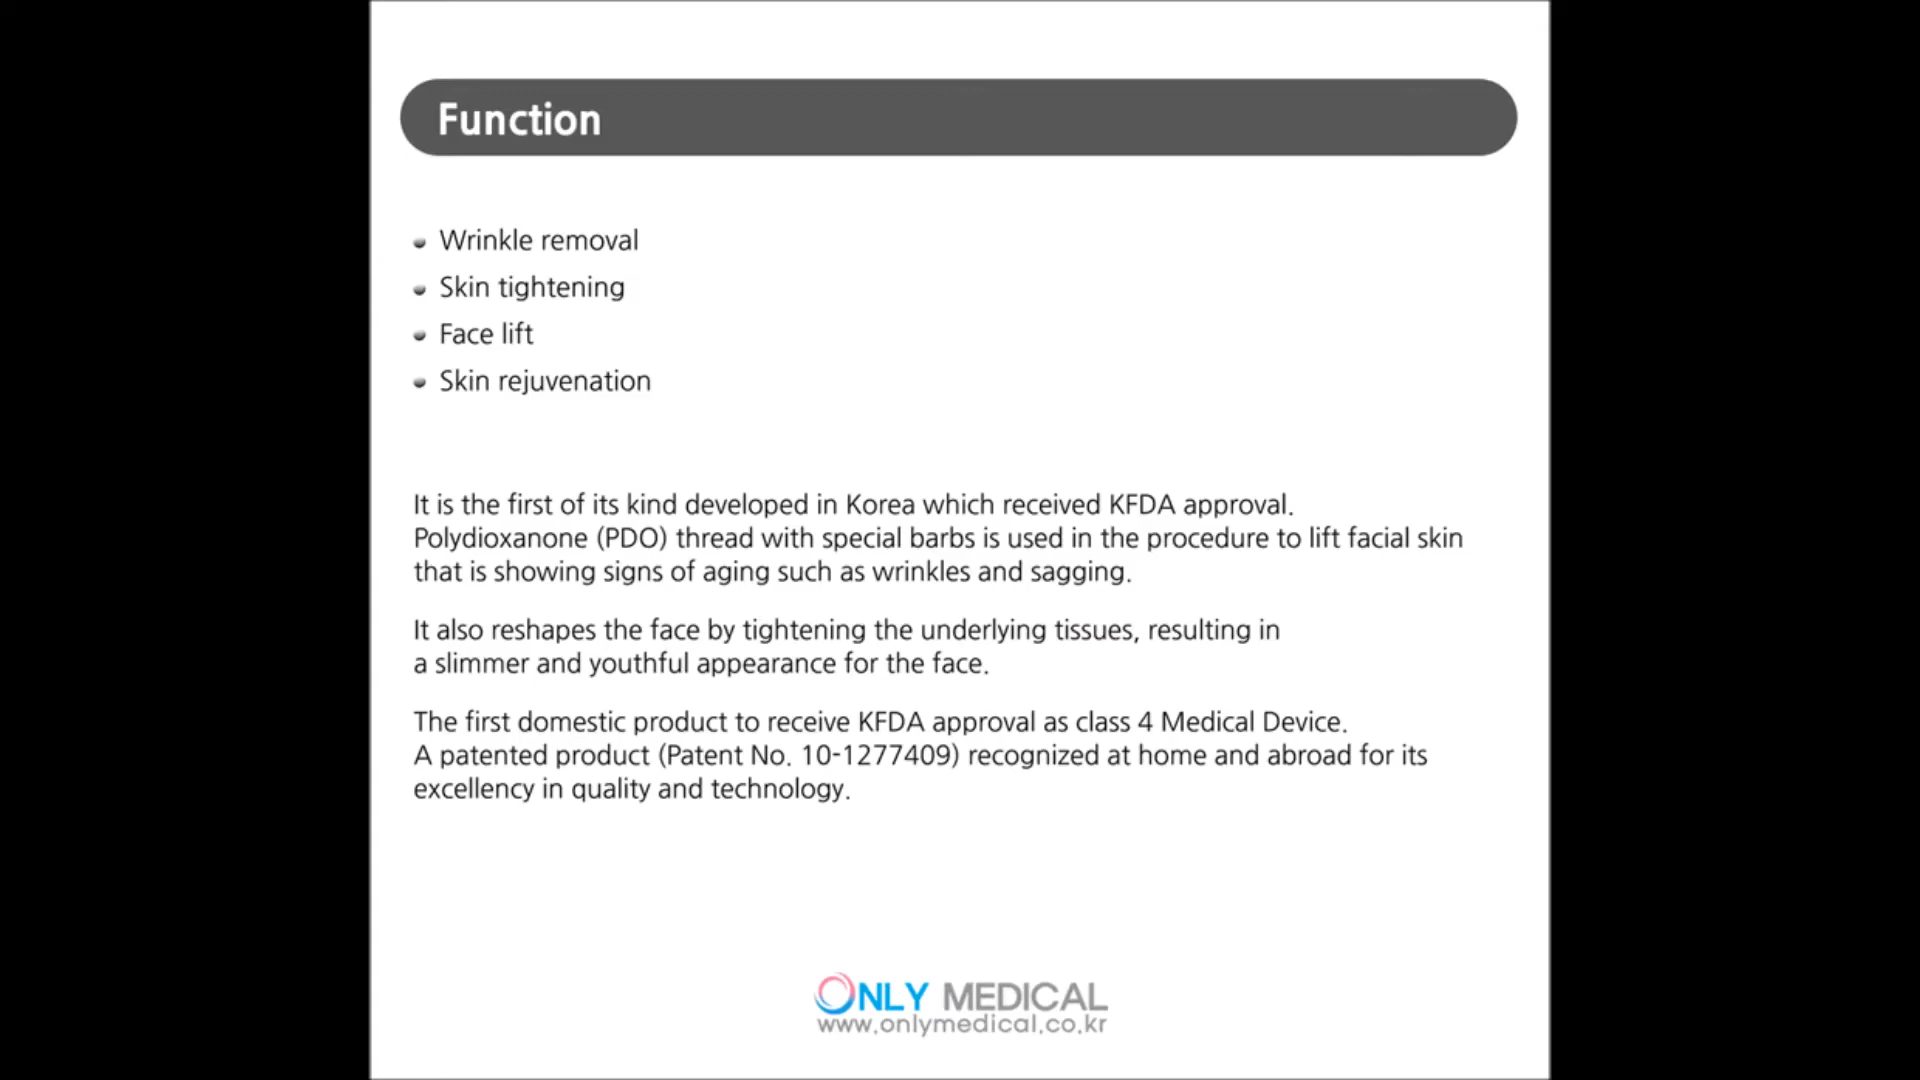 Function
Wrinkle removal
Skin tightening
Face lift
Skin rejuvenation
It is the first of its kind developed in Korea which received KFDA approval.
Polydioxanone (PDO) thread with special barbs is used in the procedure to lift facial skin
that is showing signs of aging such as wrinkles and sagging.
It also reshapes the face by tightening the underlying tissues, resulting in
a slimmer and youthful appearance for the face.
The first domestic product to receive KFDA approval as class 4 Medical Device.
A patented product (Patent No. 10-1277409) recognized at home and abroad for its
excellency in quality and technology.
ONLY MEDICAL
www.onlymedical.co.kr